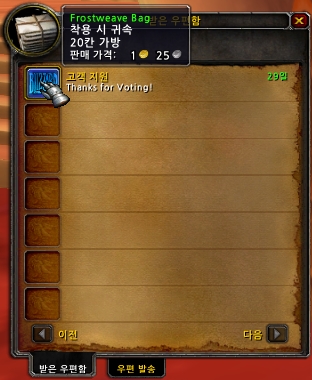 Frostweave Bag
착용 시 귀속
20칸 가방
판매 가격: 1 25
받은 우편함
고객 지원 29일
Thanks for Voting!
이전 다음
받은 우편함 우편 발송